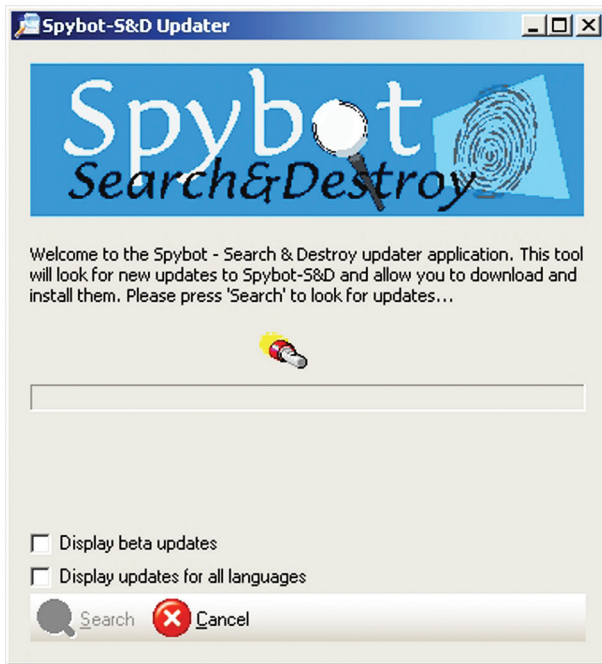 Spybot-S&D Updater
Spybot
Search&Destroy
Welcome to the Spybot - Search & Destroy updater application. This tool
will look for new updates to Spybot-S&D and allow you to download and
install them. Please press 'Search' to look for updates...
Display beta updates
Display updates for all languages
Search Cancel